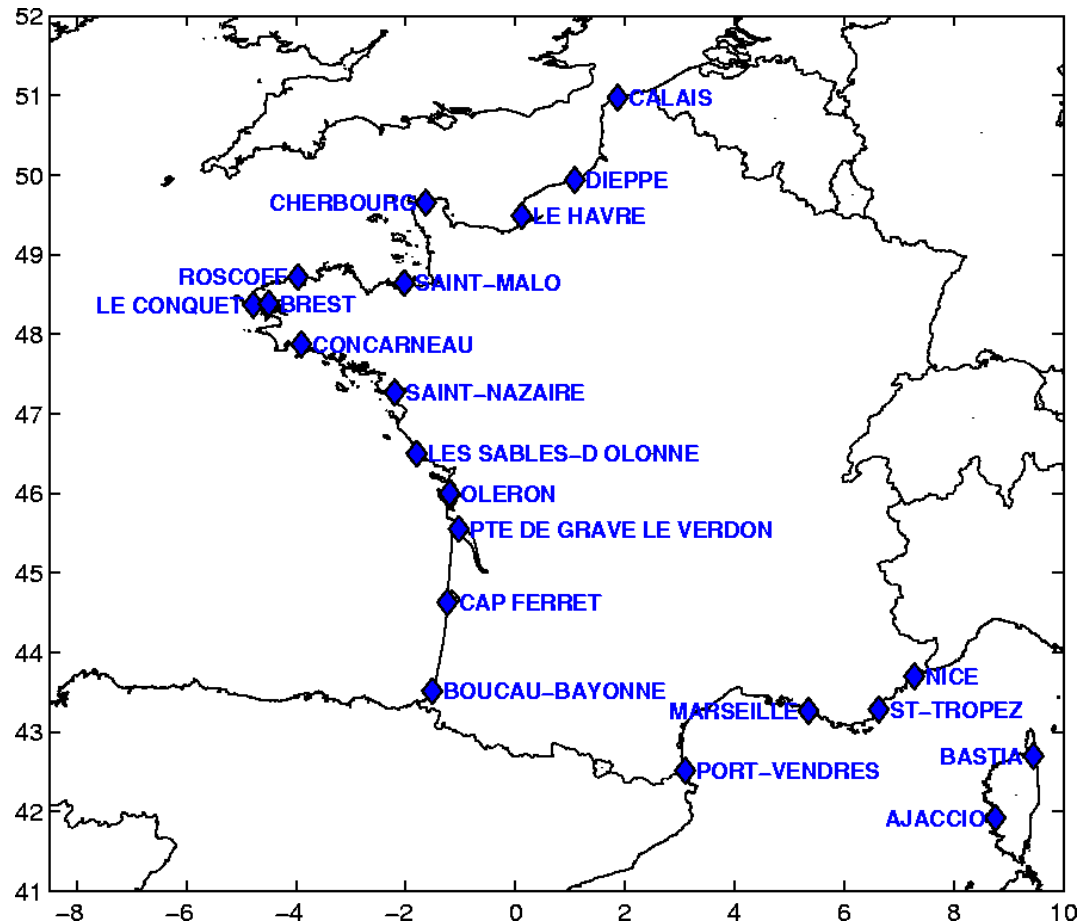 52
51
50
49
48
47
46
45
44
43
42
41
CALAIS
DIEPPE
CHERBOURG
LE HAVRE
ROSCOFF
SAINT-MALO
LE CONQUET
BREST
CONCARNEAU
SAINT-NAZAIRE
LES SABLES-D OLONNE
OLERON
PTE DE GRAVE LE VERDON
CAP FERRET
NICE
BOUCAU-BAYONNE
MARSEILLE
ST-TROPEZ
BASTIA
PORT-VENDRES
AJACCIO
-8 -6 -4 -2 0 2 4 6 8 10